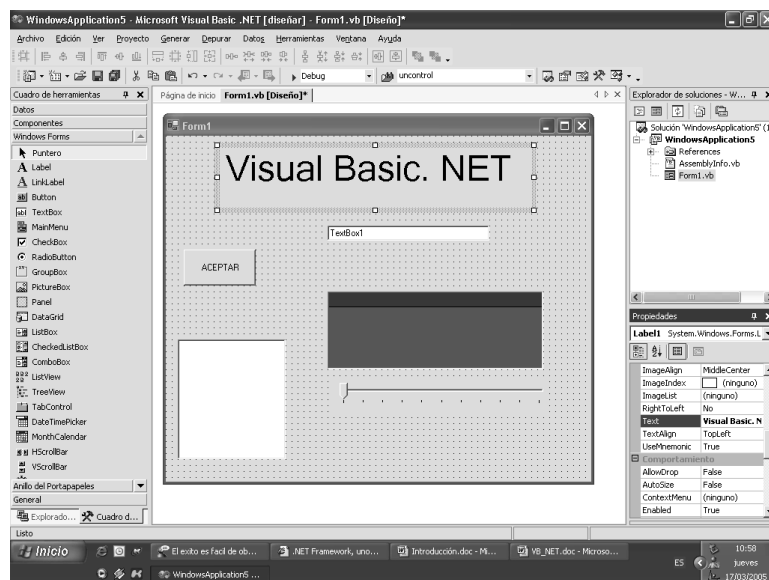 WindowsApplication5 - Microsoft Visual Basic .NET [diseñar] - Form1.vb [Diseño]*
Archivo Edición Ver Proyecto Generar Depurar Datos Herramientas Ventana Ayuda
Debug uncontrol
Cuadro de herramientas
Datos
Componentes
Windows Forms
Puntero
Label
LinkLabel
Button
TextBox
MainMenu
CheckBox
RadioButton
GroupBox
PictureBox
Panel
DataGrid
ListBox
CheckedListBox
ComboBox
ListView
TreeView
TabControl
DateTimePicker
MonthCalendar
HScrollBar
VScrollBar
Anillo del Portapapeles
General
Explorado... Cuadro d...
Página de inicio Form1.vb [Diseño]*
Form1
Visual Basic. NET
TextBox1
ACEPTAR
Explorador de soluciones - W...
Solución 'WindowsApplication5' (1
WindowsApplication5
References
AssemblyInfo.vb
Form1.vb
Propiedades
Label1 System.Windows.Forms.L
ImageAlign MiddleCenter
ImageIndex (ninguno)
ImageList (ninguno)
RightToLeft No
Text Visual Basic. N
TextAlign TopLeft
UseMnemonic True
Comportamiento
AllowDrop False
AutoSize False
ContextMenu (ninguno)
Enabled True
Listo
Inicio
El exito es facil de ob... .NET Framework, uno... Introducción.doc - Mi... VB_NET.doc - Microso...
WindowsApplication5 ...
ES
10:58
jueves
17/03/2005